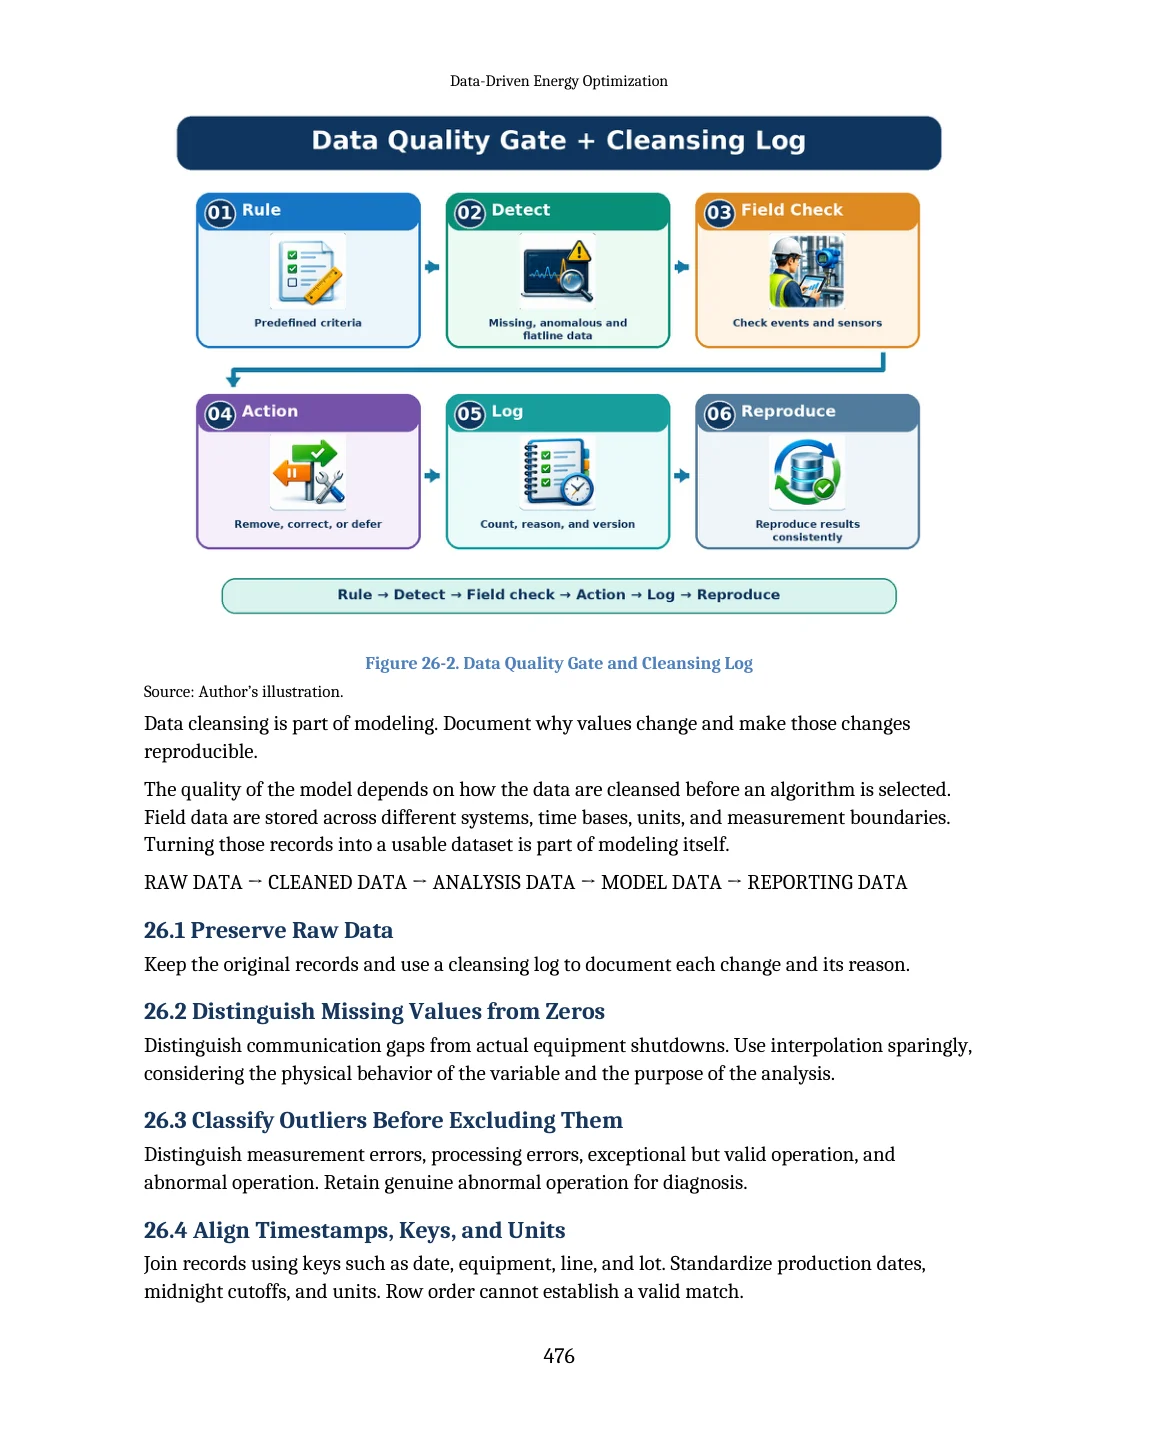 Data-Driven Energy Optimization
Data Quality Gate + Cleansing Log
01 Rule
Predefined criteria
02 Detect
Missing, anomalous and
flatline data
03 Field Check
Check events and sensors
04 Action
Remove, correct, or defer
05 Log
Count, reason, and version
06 Reproduce
Reproduce results
consistently
Rule → Detect → Field check → Action → Log → Reproduce
Figure 26-2. Data Quality Gate and Cleansing Log
Source: Author’s illustration.
Data cleansing is part of modeling. Document why values change and make those changes
reproducible.
The quality of the model depends on how the data are cleansed before an algorithm is selected.
Field data are stored across different systems, time bases, units, and measurement boundaries.
Turning those records into a usable dataset is part of modeling itself.
RAW DATA → CLEANED DATA → ANALYSIS DATA → MODEL DATA → REPORTING DATA
26.1 Preserve Raw Data
Keep the original records and use a cleansing log to document each change and its reason.
26.2 Distinguish Missing Values from Zeros
Distinguish communication gaps from actual equipment shutdowns. Use interpolation sparingly,
considering the physical behavior of the variable and the purpose of the analysis.
26.3 Classify Outliers Before Excluding Them
Distinguish measurement errors, processing errors, exceptional but valid operation, and
abnormal operation. Retain genuine abnormal operation for diagnosis.
26.4 Align Timestamps, Keys, and Units
Join records using keys such as date, equipment, line, and lot. Standardize production dates,
midnight cutoffs, and units. Row order cannot establish a valid match.
476